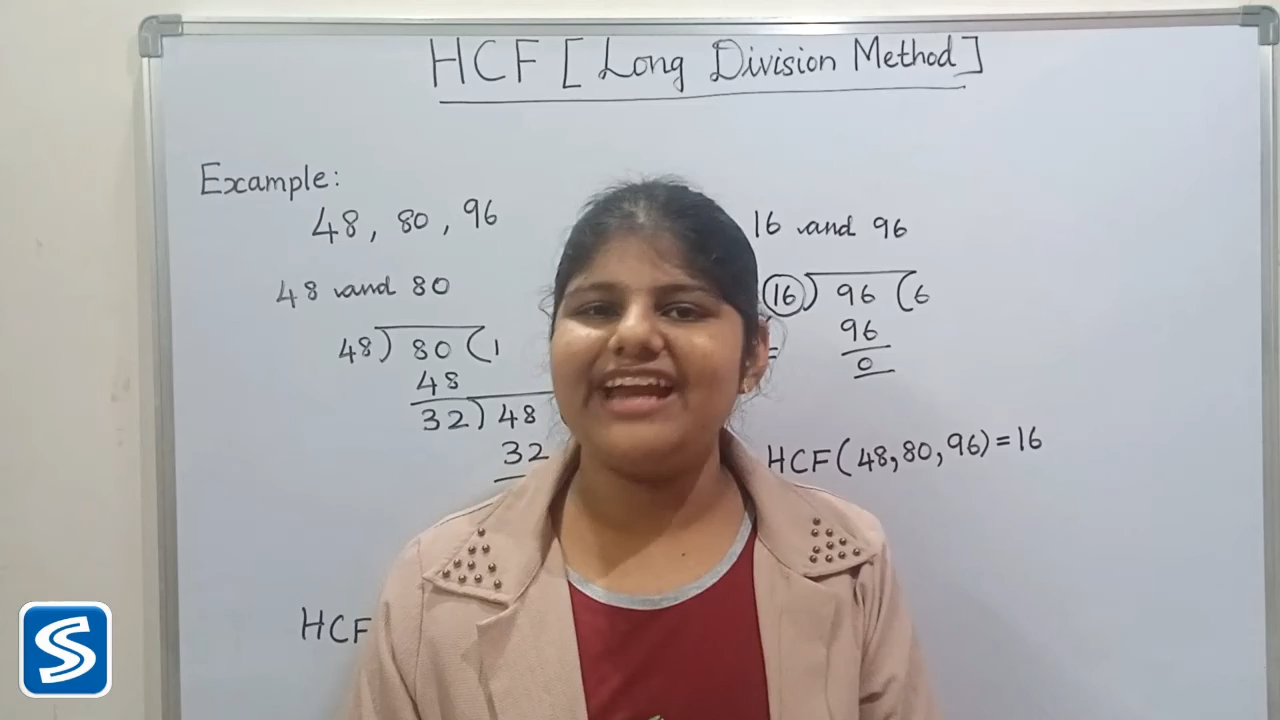 HCF [Long Division Method]
Example:
48, 80, 96
48 and 80
48) 80 (1
48
32) 48
32
HCF
16 and 96
16) 96 (6
= 96
0
HCF(48,80,96)=16
S